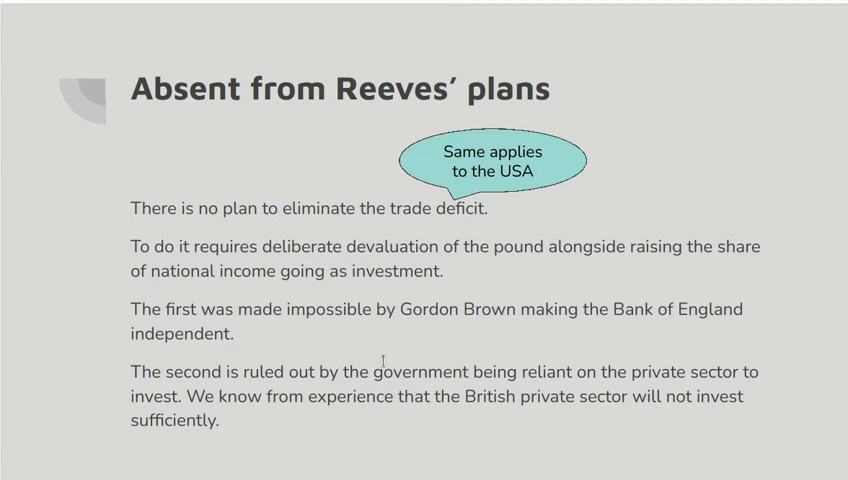 Absent from Reeves’ plans
Same applies
to the USA
There is no plan to eliminate the trade deficit.
To do it requires deliberate devaluation of the pound alongside raising the share
of national income going as investment.
The first was made impossible by Gordon Brown making the Bank of England
independent.
The second is ruled out by the government being reliant on the private sector to
invest. We know from experience that the British private sector will not invest
sufficiently.